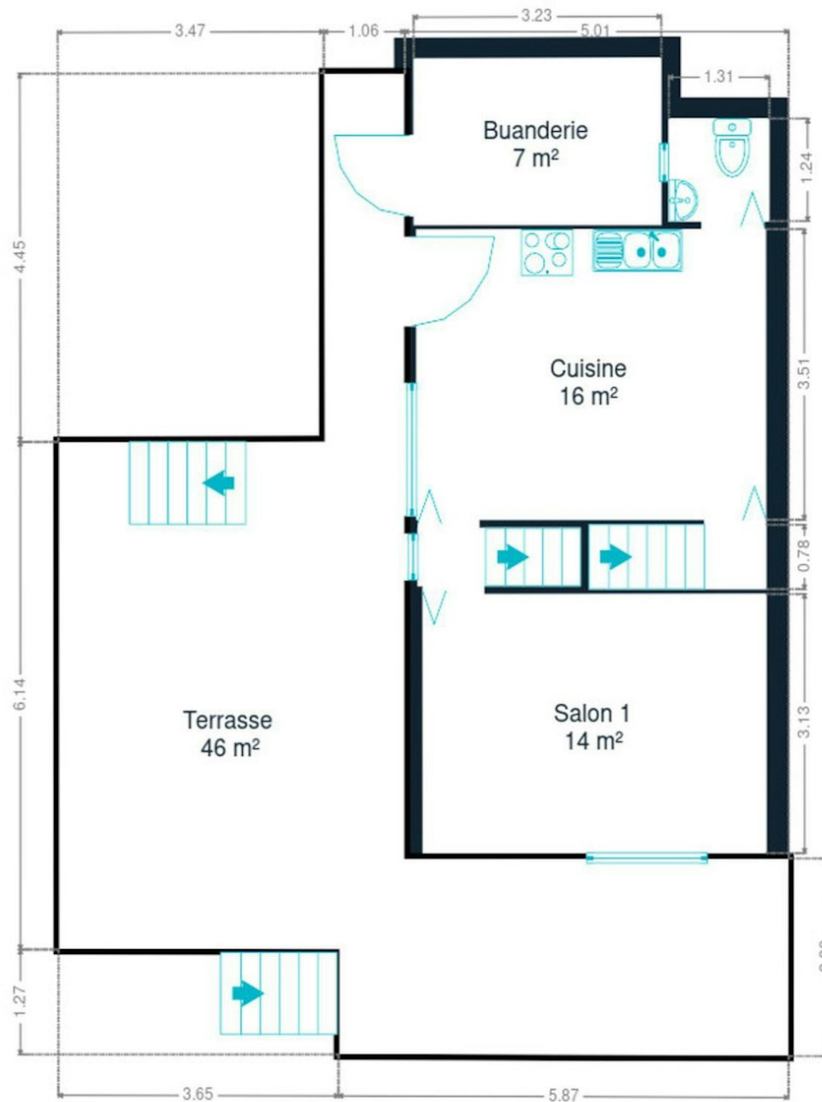 3.23
3.47
1.06
5.01
1.31
Buanderie
7 m²
1.24
4.45
Cuisine
16 m²
3.51
0.78
6.14
Terrasse
46 m²
Salon 1
14 m²
3.13
1.27
3.65
5.87